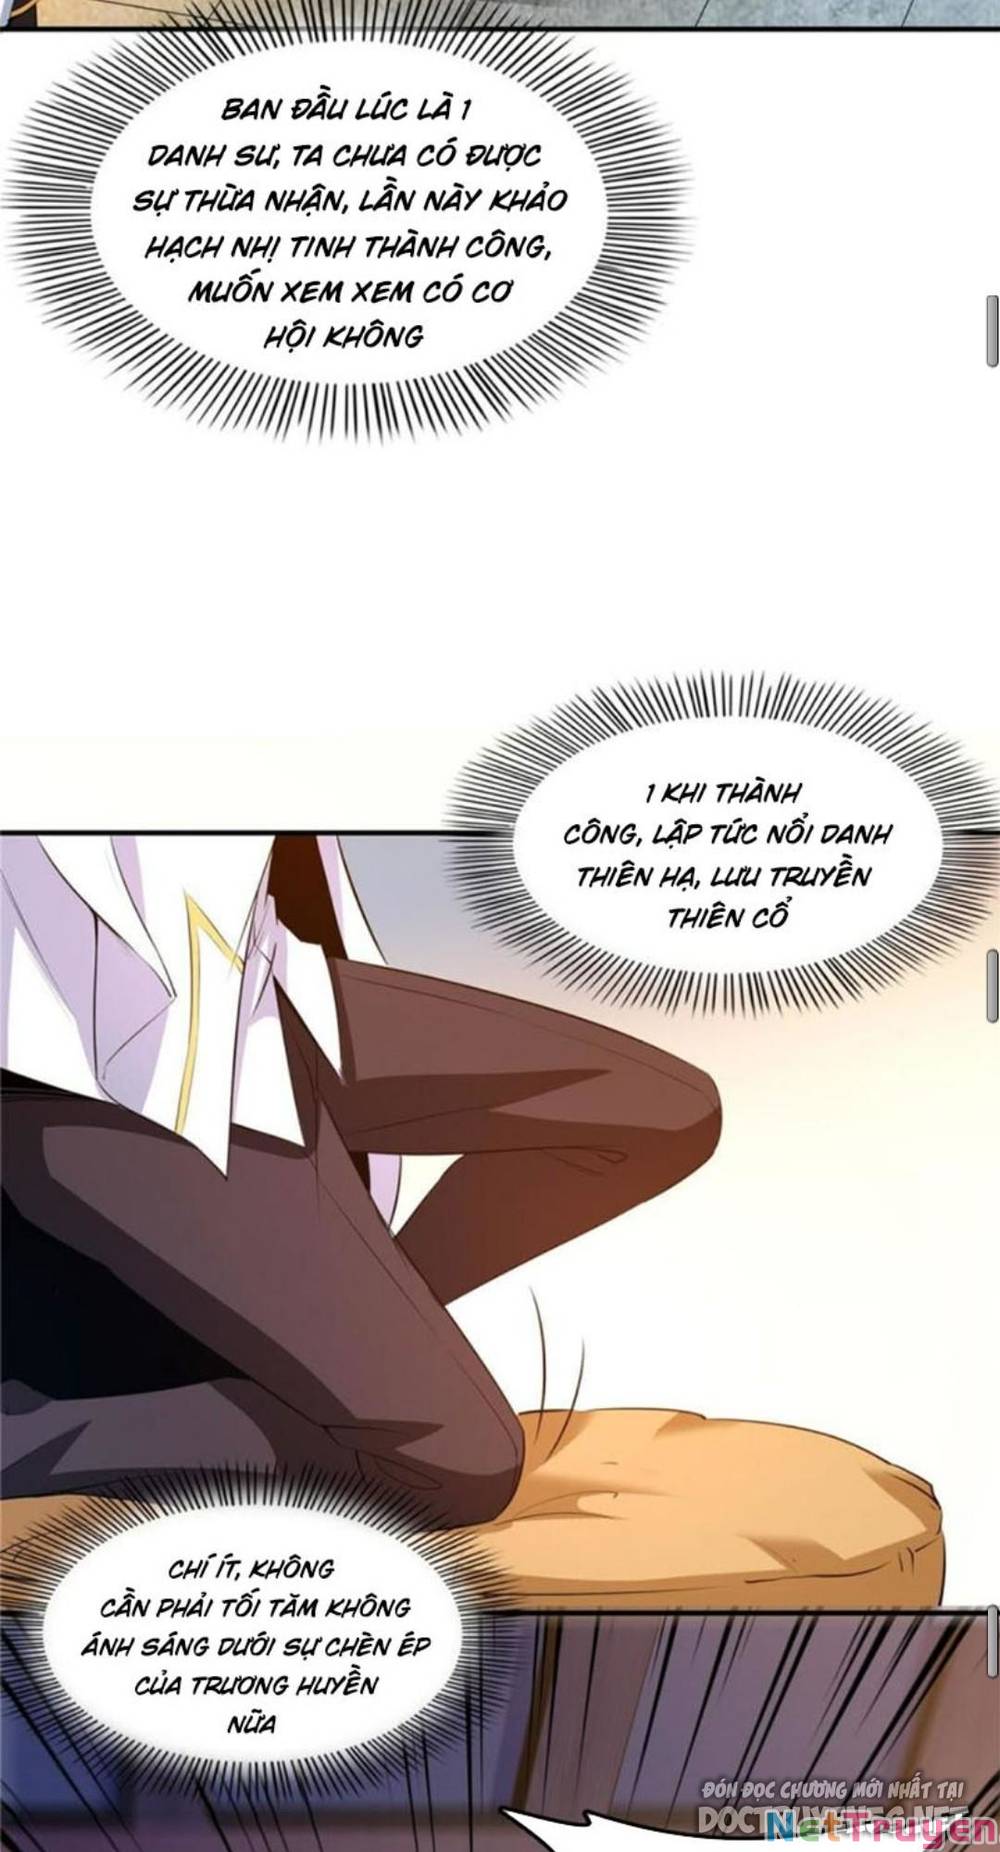 BAN ĐẦU LÚC LÀ 1
DANH SƯ, TA CHƯA CÓ ĐƯỢC
SỰ THỪA NHẬN, LẦN NÀY KHẢO
HẠCH NHỊ TINH THÀNH CÔNG,
MUỐN XEM XEM CÓ CƠ
HỘI KHÔNG
1 KHI THÀNH
CÔNG, LẬP TỨC NỔI DANH
THIÊN HẠ, LƯU TRUYỀN
THIÊN CỔ
CHÍ ÍT, KHÔNG
CẦN PHẢI TỐI TĂM KHÔNG
ÁNH SÁNG DƯỚI SỰ CHÈN ÉP
CỦA TRƯƠNG HUYỀN
NỮA
ĐÓN ĐỌC CHƯƠNG MỚI NHẤT TẠI
NetTruyen